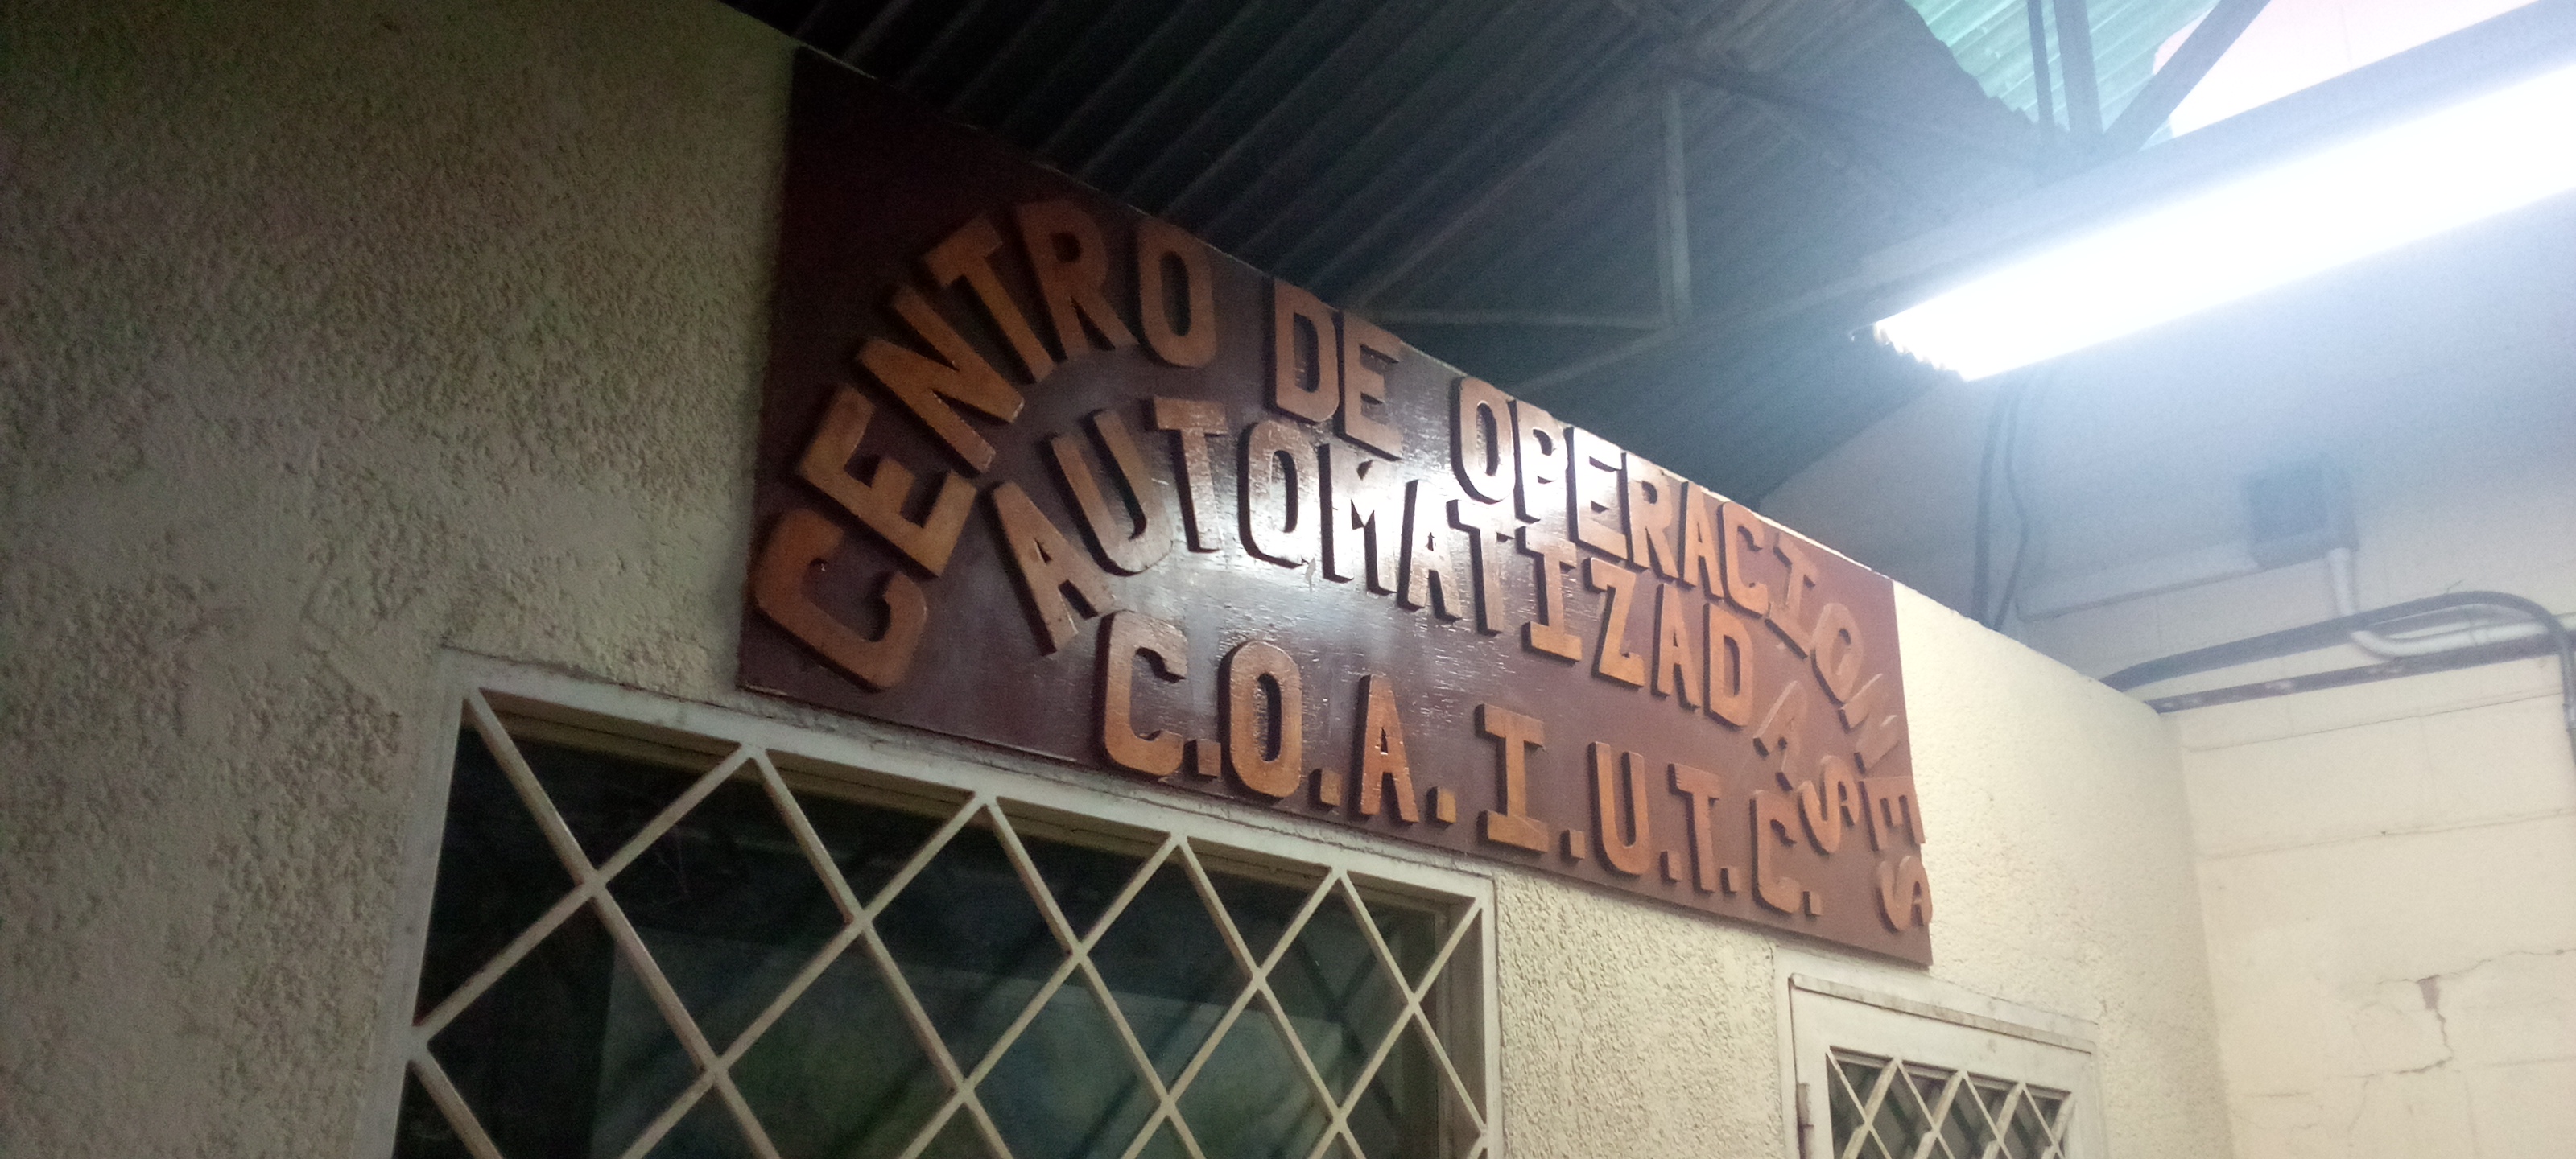 CENTRO DE OPERACIONES
AUTOMATIZADAS
C.O.A.I.U.T.C.